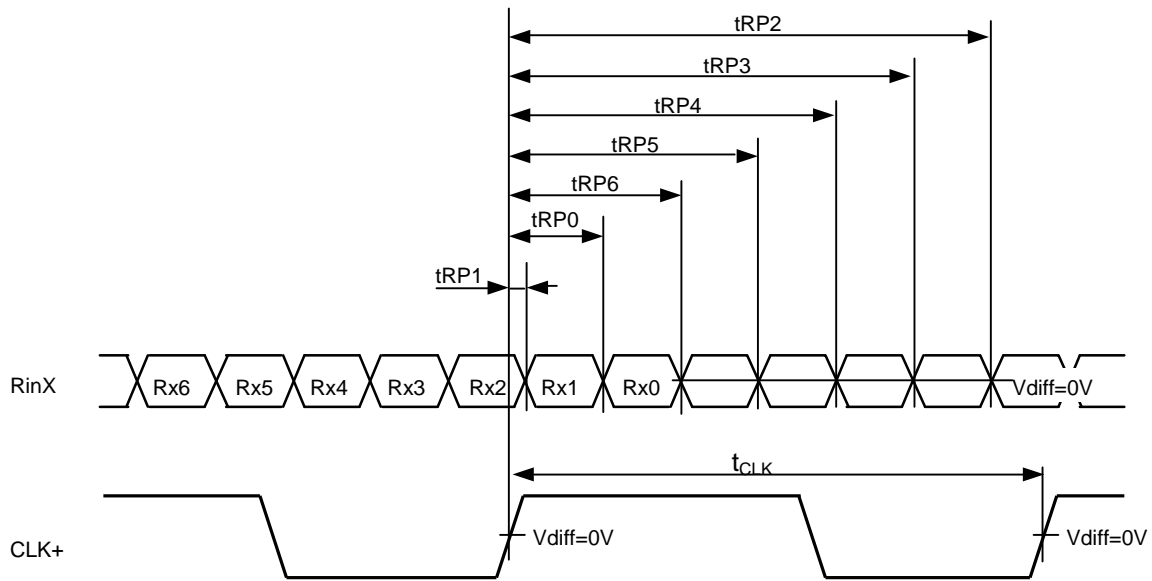 tRP2
tRP3
tRP4
tRP5
tRP6
tRP0
tRP1
RinX Rx6 Rx5 Rx4 Rx3 Rx2 Rx1 Rx0 Vdiff=0V
tCLK
CLK+ Vdiff=0V Vdiff=0V